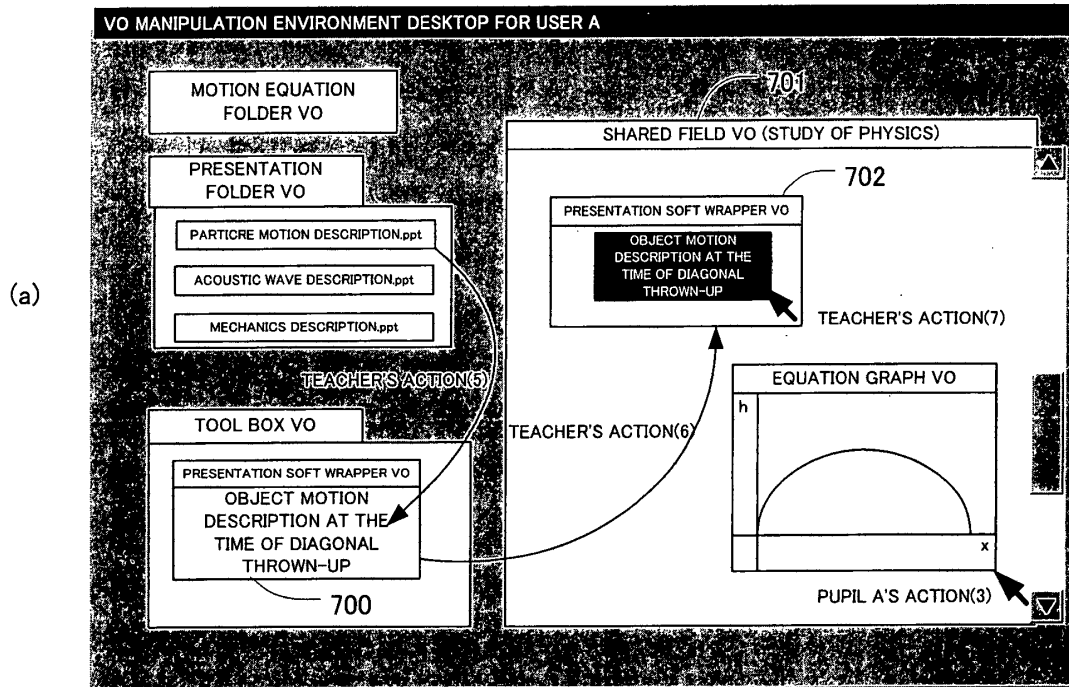 VO MANIPULATION ENVIRONMENT DESKTOP FOR USER A
(a)
MOTION EQUATION
FOLDER VO
PRESENTATION
FOLDER VO
PARTICRE MOTION DESCRIPTION.ppt
ACOUSTIC WAVE DESCRIPTION.ppt
MECHANICS DESCRIPTION.ppt
TEACHER'S ACTION(5)
TOOL BOX VO
PRESENTATION SOFT WRAPPER VO
OBJECT MOTION
DESCRIPTION AT THE
TIME OF DIAGONAL
THROWN-UP
700
701
SHARED FIELD VO (STUDY OF PHYSICS)
702
PRESENTATION SOFT WRAPPER VO
OBJECT MOTION
DESCRIPTION AT THE
TIME OF DIAGONAL
THROWN-UP
TEACHER'S ACTION(7)
TEACHER'S ACTION(6)
EQUATION GRAPH VO
h
x
PUPIL A'S ACTION(3)